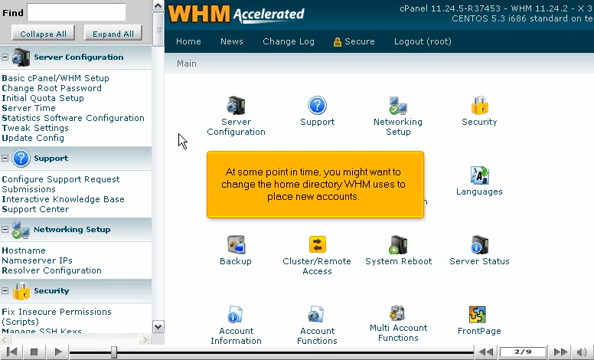 Find
Collapse All
Expand All
Server Configuration
Basic cPanel/WHM Setup
Change Root Password
Initial Quota Setup
Server Time
Statistics Software Configuration
Tweak Settings
Update Config
Support
Configure Support Request
Submissions
Interactive Knowledge Base
Support Center
Networking Setup
Hostname
Nameserver IPs
Resolver Configuration
Security
Fix Insecure Permissions
(Scripts)
Manage SSH Keys
WHM Accelerated
cPanel 11.24.5-R37453 - WHM 11.24.2 - X 3
CENTOS 5.3 i686 standard on te
Home
News
Change Log
Secure
Logout (root)
Main
Server
Configuration
Support
Networking
Setup
Security
At some point in time, you might want to
change the home directory WHM uses to
place new accounts.
Languages
Backup
Cluster/Remote
Access
System Reboot
Server Status
Account
Information
Account
Functions
Multi Account
Functions
FrontPage
2/9